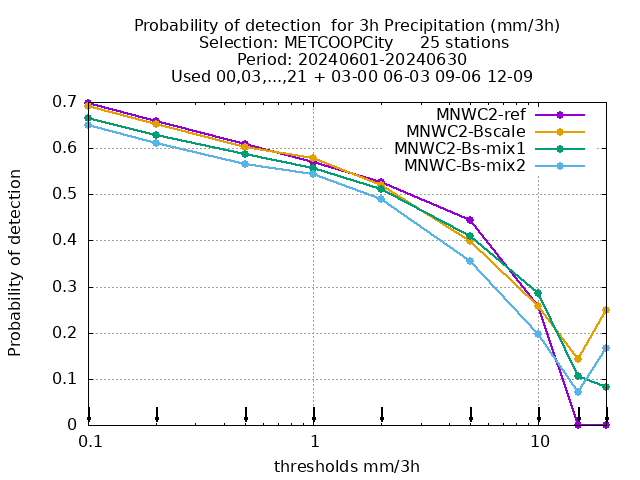 Probability of detection  for 3h Precipitation (mm/3h)
Selection: METCOOPCity     25 stations
Period: 20240601-20240630
Used 00,03,...,21 + 03-00 06-03 09-06 12-09
MNWC2-ref
MNWC2-Bscale
MNWC2-Bs-mix1
MNWC-Bs-mix2
Probability of detection
0.7
0.6
0.5
0.4
0.3
0.2
0.1
0
0.1 1 10
thresholds mm/3h